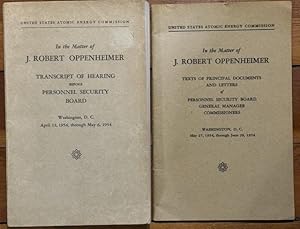 UNITED STATES ATOMIC ENERGY COMMISSION
In the Matter of
J. ROBERT OPPENHEIMER
TRANSCRIPT OF HEARING
BEFORE
PERSONNEL SECURITY
BOARD
Washington, D. C.
April 12, 1954, through May 6, 1954
UNITED STATES ATOMIC ENERGY COMMISSION
In the Matter of
J. ROBERT OPPENHEIMER
TEXTS OF PRINCIPAL DOCUMENTS
AND LETTERS
of
PERSONNEL SECURITY BOARD
GENERAL MANAGER
COMMISSIONERS
WASHINGTON, D. C.
May 27, 1954, through June 29, 1954